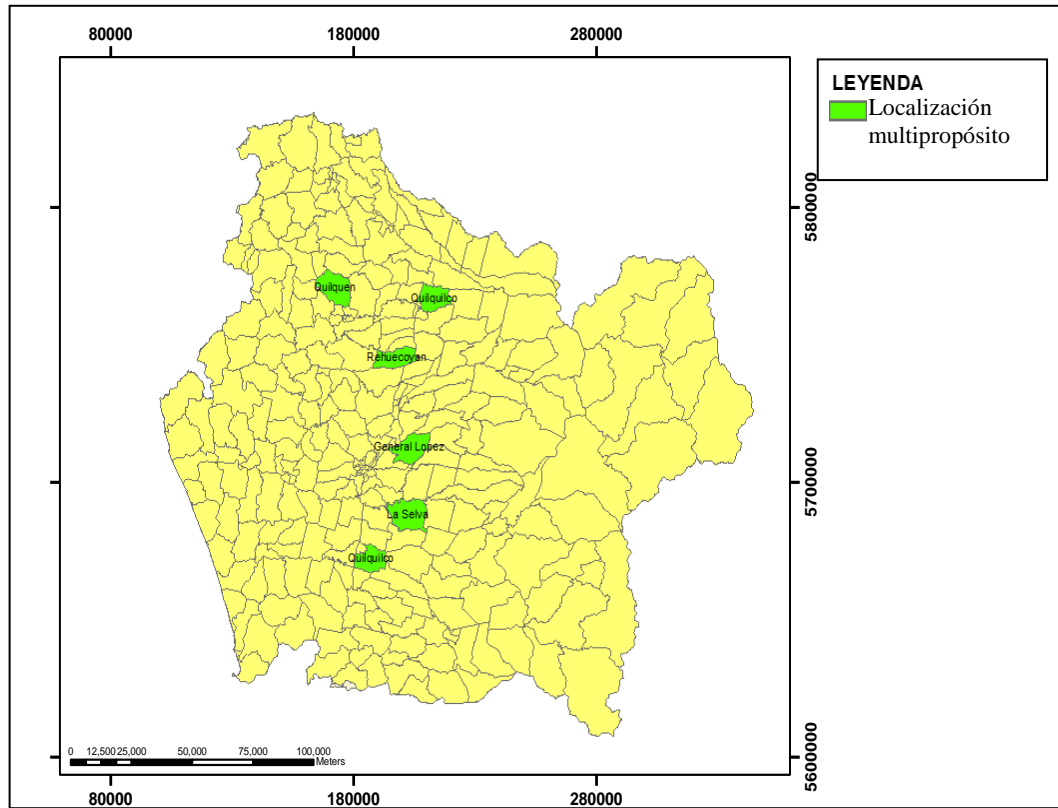 80000 180000 280000
LEYENDA
Localización
multipropósito
5800000
Quilquen
Quilquilco
Rehuecoyan
General Lopez
5700000
La Selva
Quilquilco
0 12,500 25,000 50,000 75,000 100,000
Meters
5600000
80000 180000 280000